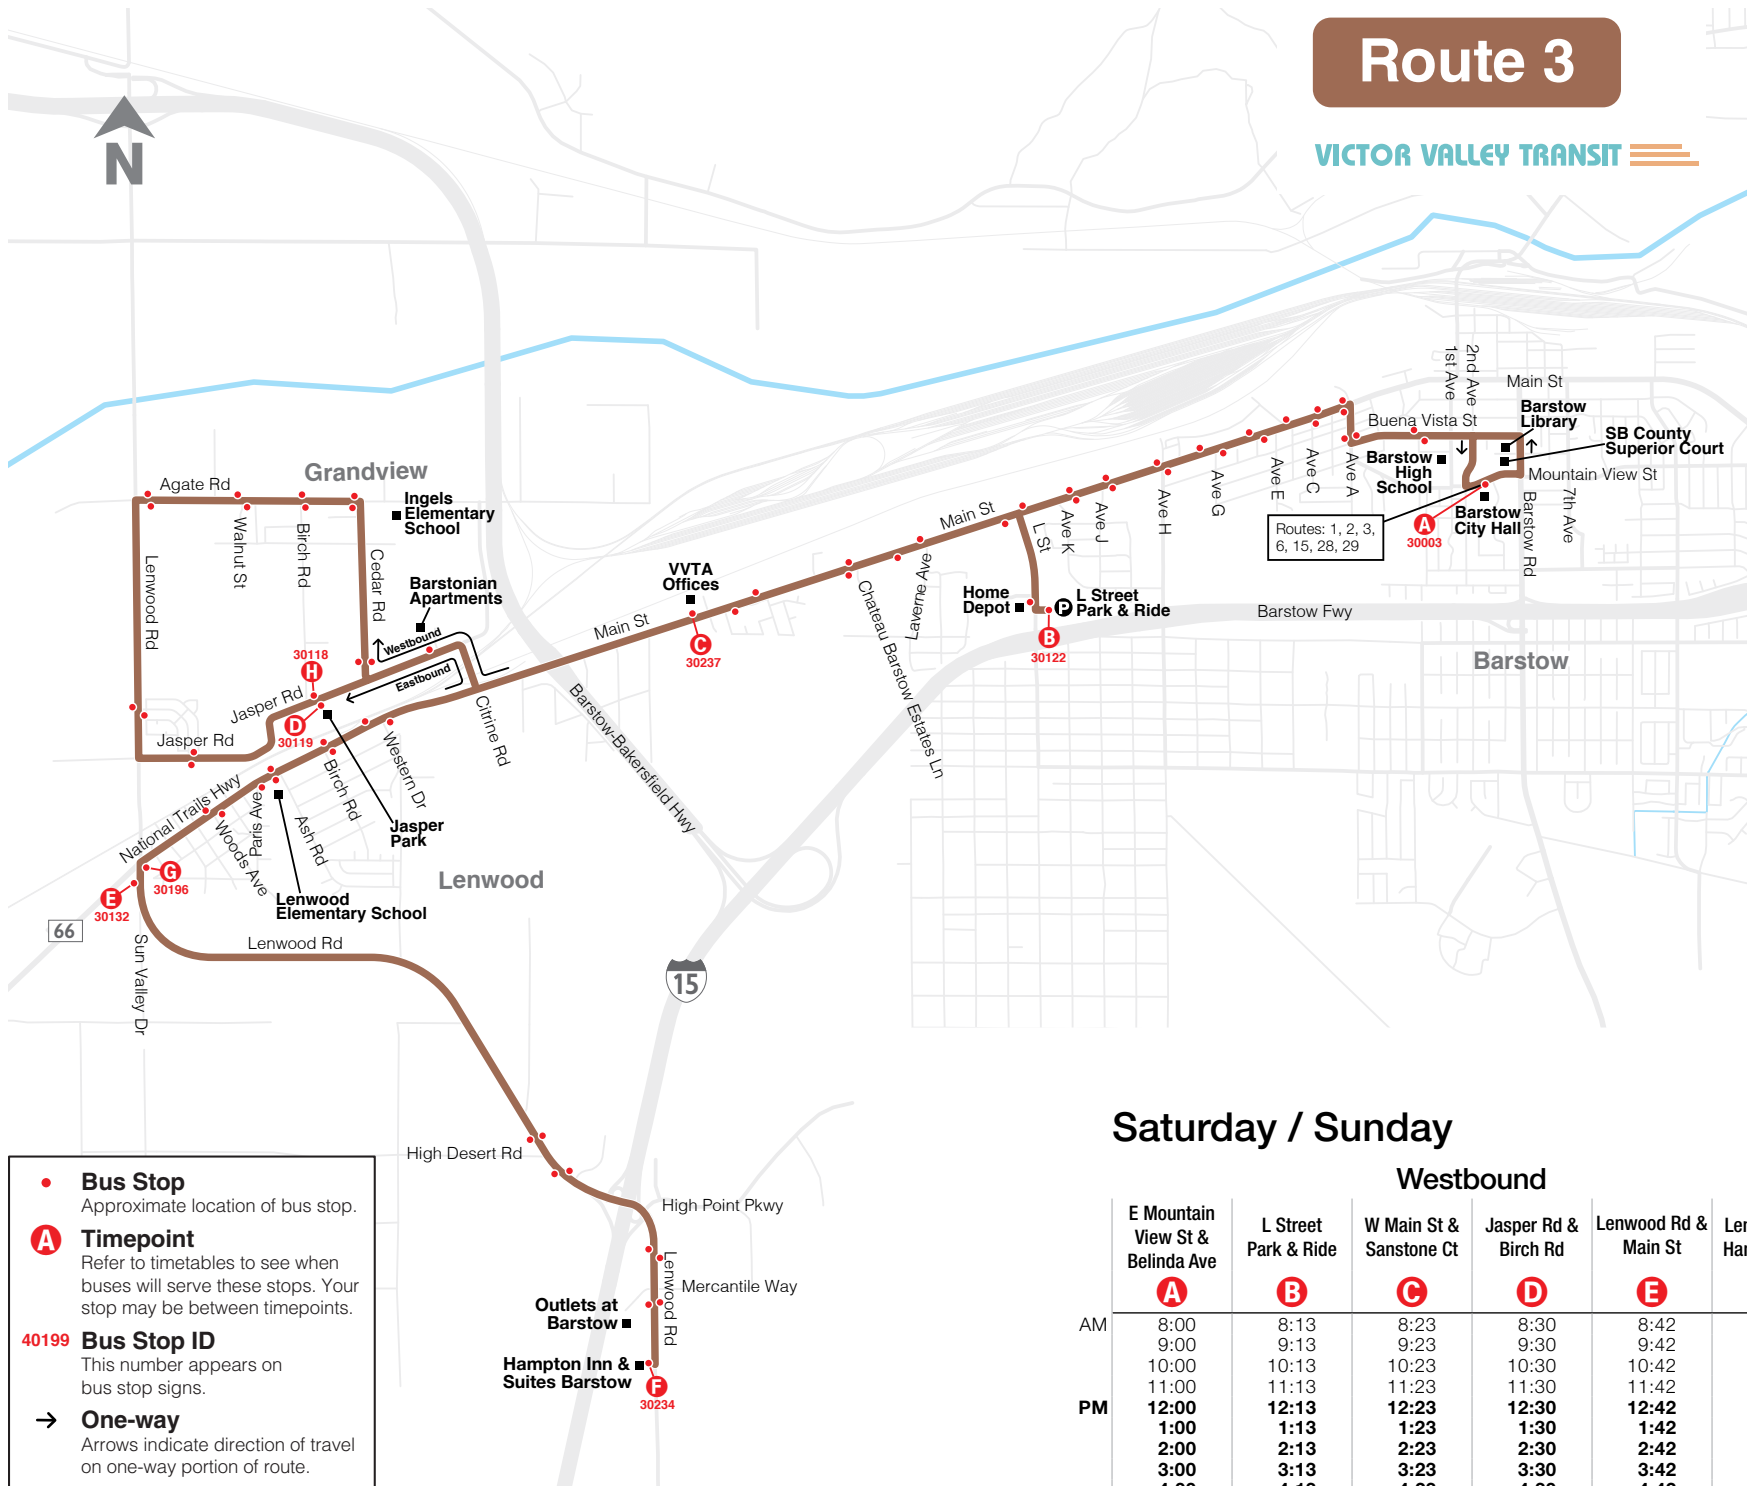 Route 3
VICTOR VALLEY TRANSIT
N
Grandview
Agate Rd
Ingels
Elementary
School
Walnut St
Birch Rd
Cedar Rd
Lenwood Rd
Barstonian
Apartments
Westbound
Eastbound
30118
H
Jasper Rd
D
30119
Jasper Rd
National Trails Hwy
Paris Ave
Woods Ave
Ash Rd
Birch Rd
Western Dr
Citrine Rd
Jasper
Park
Lenwood
Elementary School
Lenwood
G
30196
E
30132
66
Sun Valley Dr
Lenwood Rd
VVTA
Offices
Main St
C
30237
Barstow-Bakersfield Hwy
Chateau Barstow Estates Ln
Laverne Ave
Main St
L St
Ave K
Ave J
Ave H
Ave G
Ave E
Ave C
Ave A
Home
Depot
P
L Street
Park & Ride
B
30122
Barstow Fwy
Barstow
1st Ave
2nd Ave
Main St
Buena Vista St
Barstow
Library
SB County
Superior Court
Barstow
High
School
Mountain View St
Barstow
City Hall
Barstow Rd
7th Ave
Routes: 1, 2, 3,
6, 15, 28, 29
A
30003
15
High Desert Rd
High Point Pkwy
Lenwood Rd
Mercantile Way
Outlets at
Barstow
Hampton Inn &
Suites Barstow
F
30234
Bus Stop
Approximate location of bus stop.
A Timepoint
Refer to timetables to see when
buses will serve these stops. Your
stop may be between timepoints.
40199 Bus Stop ID
This number appears on
bus stop signs.
One-way
Arrows indicate direction of travel
on one-way portion of route.
Saturday / Sunday
Westbound
E Mountain
View St &
Belinda Ave
L Street
Park & Ride
W Main St &
Sanstone Ct
Jasper Rd &
Birch Rd
Lenwood Rd &
Main St
A B C D E
AM 8:00 8:13 8:23 8:30 8:42
9:00 9:13 9:23 9:30 9:42
10:00 10:13 10:23 10:30 10:42
11:00 11:13 11:23 11:30 11:42
PM 12:00 12:13 12:23 12:30 12:42
1:00 1:13 1:23 1:30 1:42
2:00 2:13 2:23 2:30 2:42
3:00 3:13 3:23 3:30 3:42